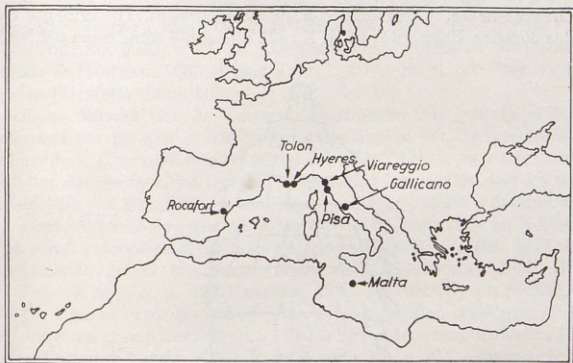 Tolon
Hyeres
Viareggio
Gallicano
Rocafort
Pisa
Malta